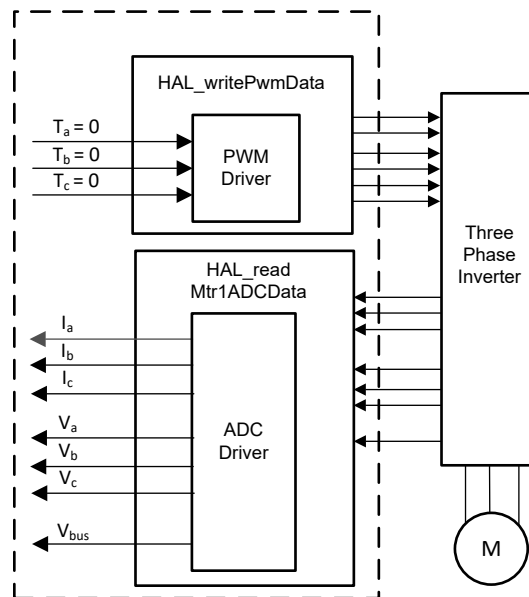 HAL_writePwmData
T_a = 0
T_b = 0
T_c = 0
PWM
Driver
Three
Phase
Inverter
HAL_read
Mtr1ADCData
I_a
I_b
I_c
V_a
V_b
V_c
V_bus
ADC
Driver
M